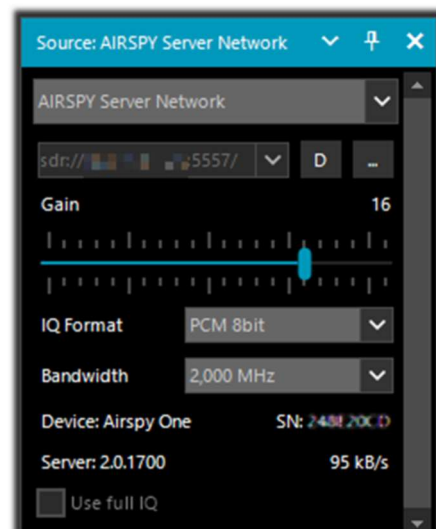 Source: AIRSPY Server Network
AIRSPY Server Network
sdr:// :5557/ D ...
Gain 16
IQ Format PCM 8bit
Bandwidth 2,000 MHz
Device: Airspy One SN:
Server: 2.0.1700 95 kB/s
Use full IQ